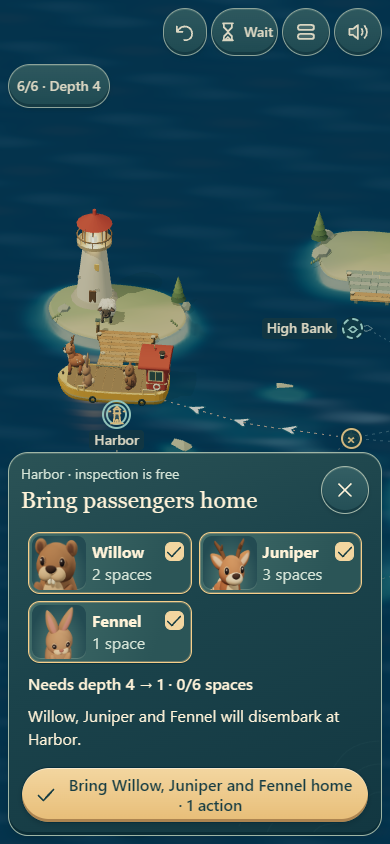 Wait
6/6 · Depth 4
High Bank
Harbor
Harbor · inspection is free
Bring passengers home
Willow
2 spaces
Juniper
3 spaces
Fennel
1 space
Needs depth 4 → 1 · 0/6 spaces
Willow, Juniper and Fennel will disembark at
Harbor.
Bring Willow, Juniper and Fennel home
· 1 action